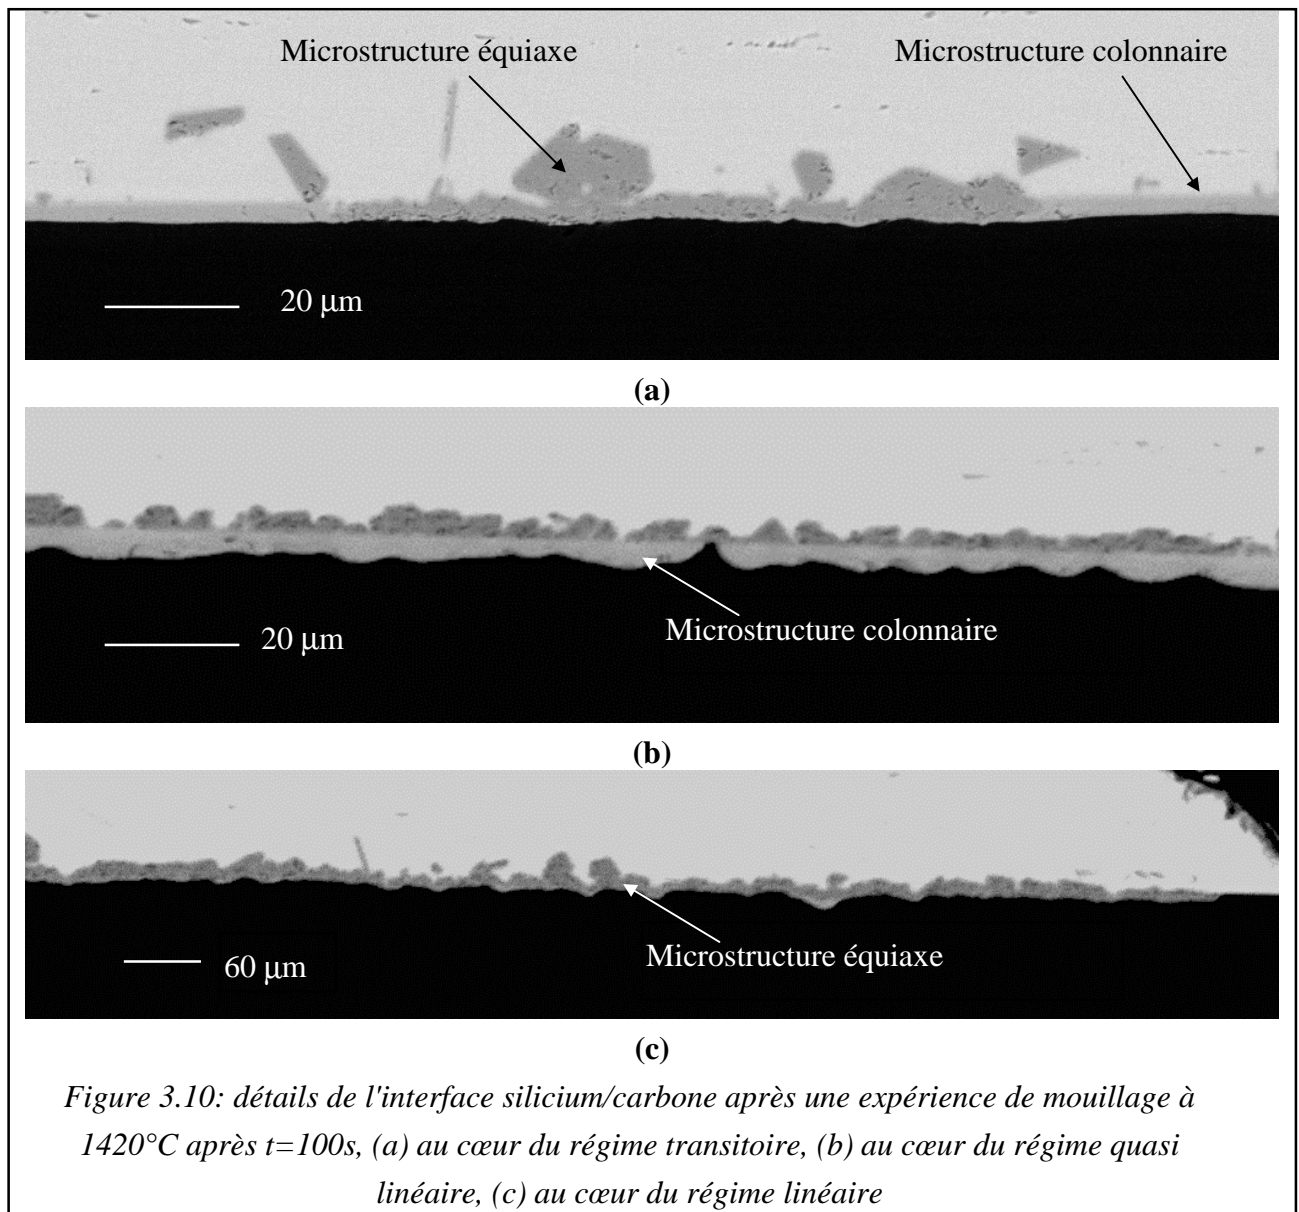 Microstructure équiaxe
Microstructure colonnaire
20 µm
(a)
20 µm
Microstructure colonnaire
(b)
60 µm
Microstructure équiaxe
(c)
Figure 3.10: détails de l'interface silicium/carbone après une expérience de mouillage à
1420°C après t=100s, (a) au cœur du régime transitoire, (b) au cœur du régime quasi
linéaire, (c) au cœur du régime linéaire